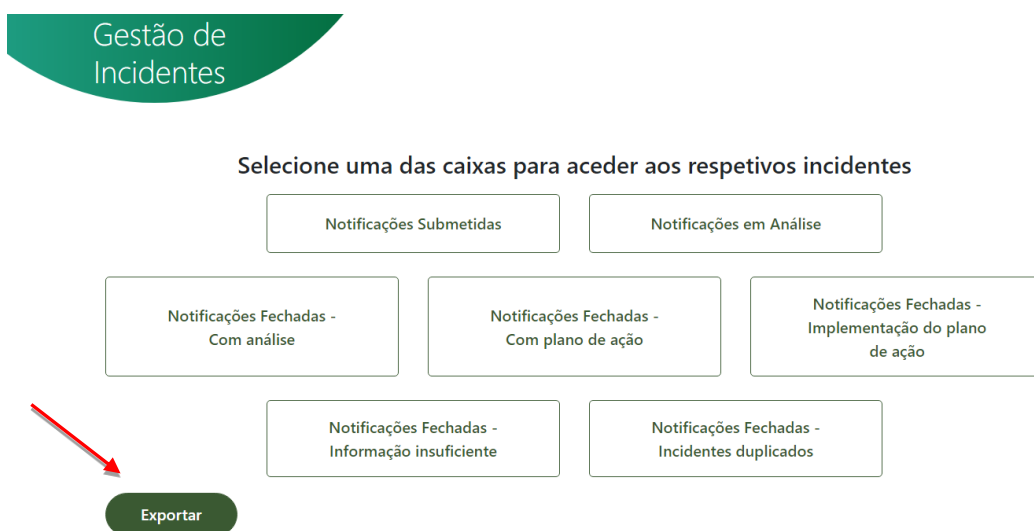 Gestão de
Incidentes
Selecione uma das caixas para aceder aos respetivos incidentes
Notificações Submetidas
Notificações em Análise
Notificações Fechadas -
Com análise
Notificações Fechadas -
Com plano de ação
Notificações Fechadas -
Implementação do plano
de ação
Notificações Fechadas -
Informação insuficiente
Notificações Fechadas -
Incidentes duplicados
Exportar